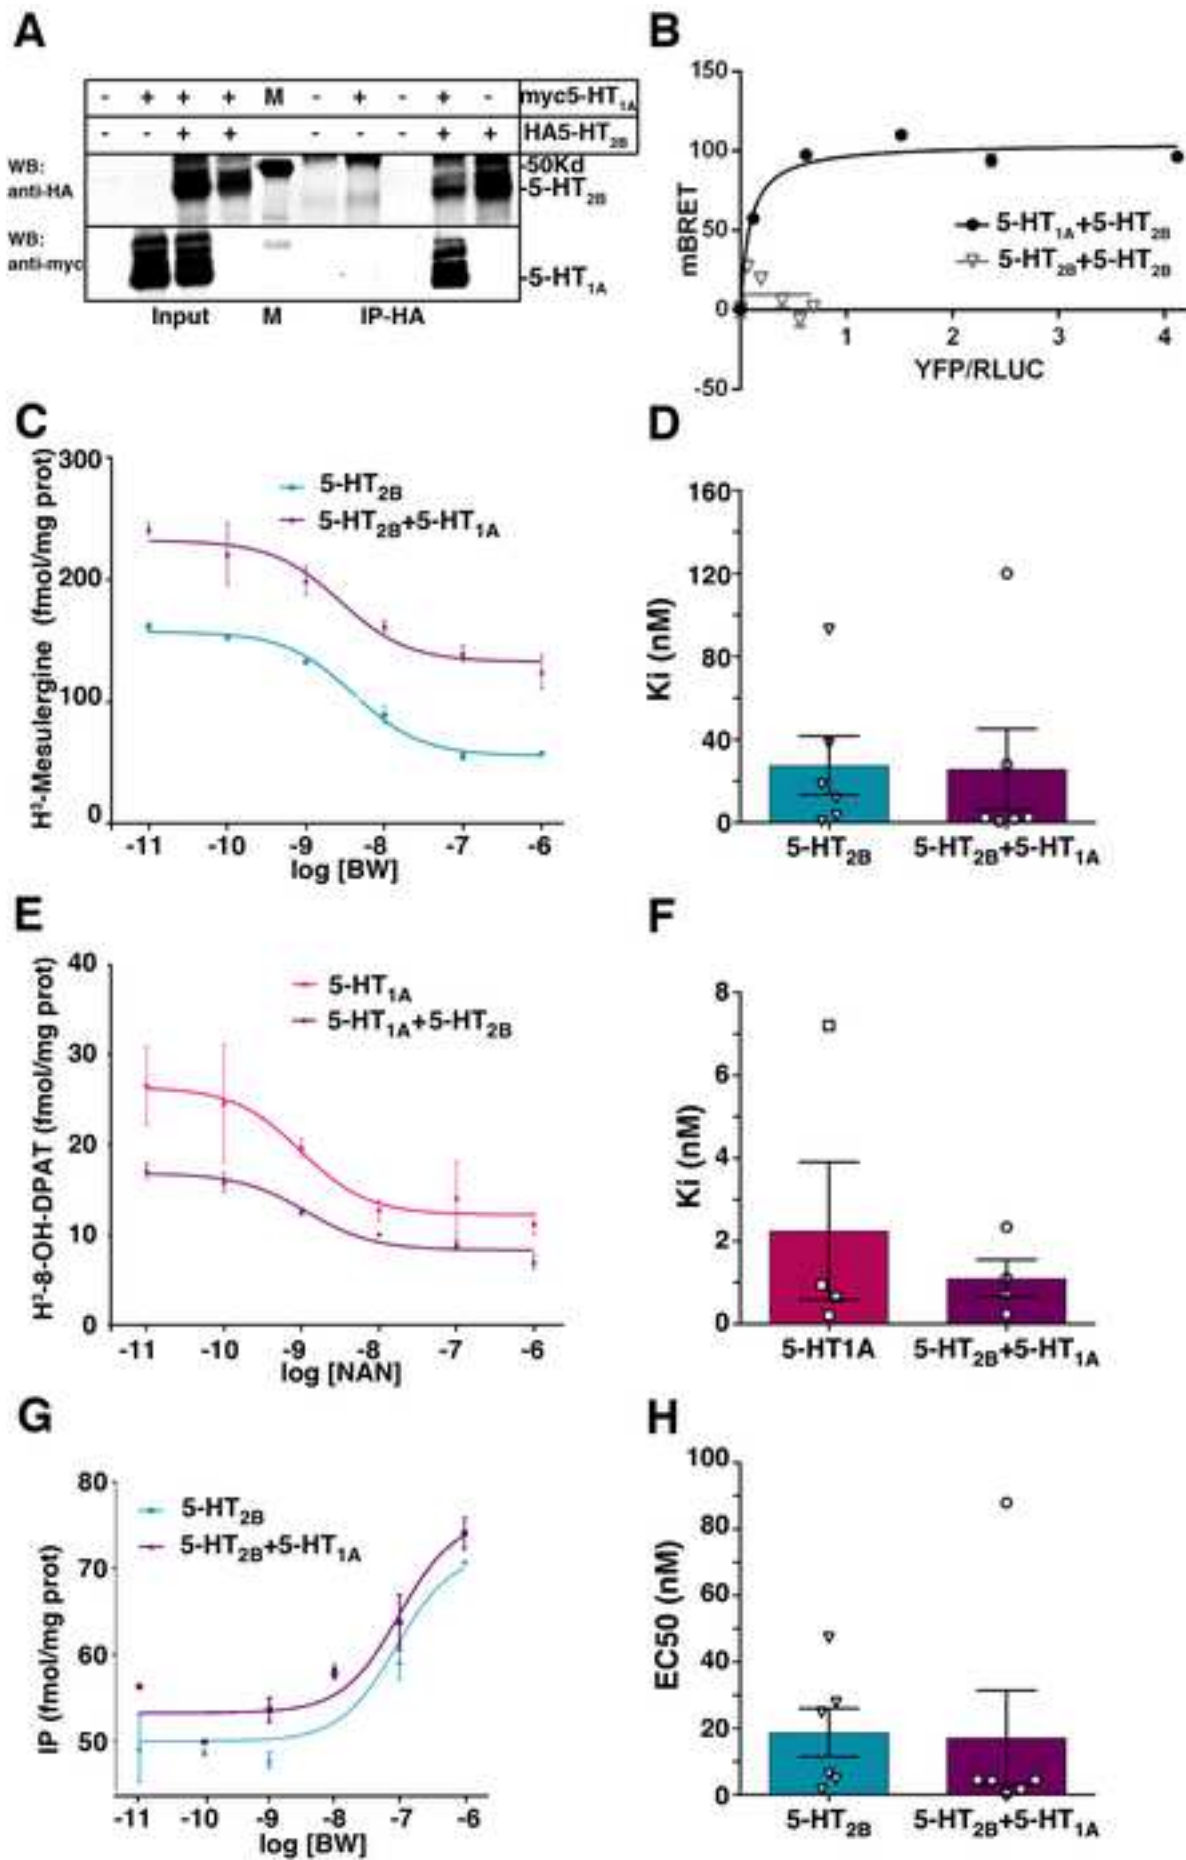 A
- + + + M - + - + - myc5-HT1A
- - + + - - - + + HA5-HT2B
WB:
anti-HA
-50Kd
-5-HT2B
WB:
anti-myc
-5-HT1A
Input M IP-HA
B
150
100
50
0
-50
mBRET
5-HT1A+5-HT2B
5-HT2B+5-HT2B
1 2 3 4
YFP/RLUC
C
300
200
100
0
H³-Mesulergine (fmol/mg prot)
5-HT2B
5-HT2B+5-HT1A
-11 -10 -9 -8 -7 -6
log [BW]
D
160
120
80
40
0
Ki (nM)
5-HT2B 5-HT2B+5-HT1A
E
40
30
20
10
0
H³-8-OH-DPAT (fmol/mg prot)
5-HT1A
5-HT1A+5-HT2B
-11 -10 -9 -8 -7 -6
log [NAN]
F
8
6
4
2
0
Ki (nM)
5-HT1A 5-HT2B+5-HT1A
G
80
70
60
50
IP (fmol/mg prot)
5-HT2B
5-HT2B+5-HT1A
-11 -10 -9 -8 -7 -6
log [BW]
H
100
80
60
40
20
0
EC50 (nM)
5-HT2B 5-HT2B+5-HT1A